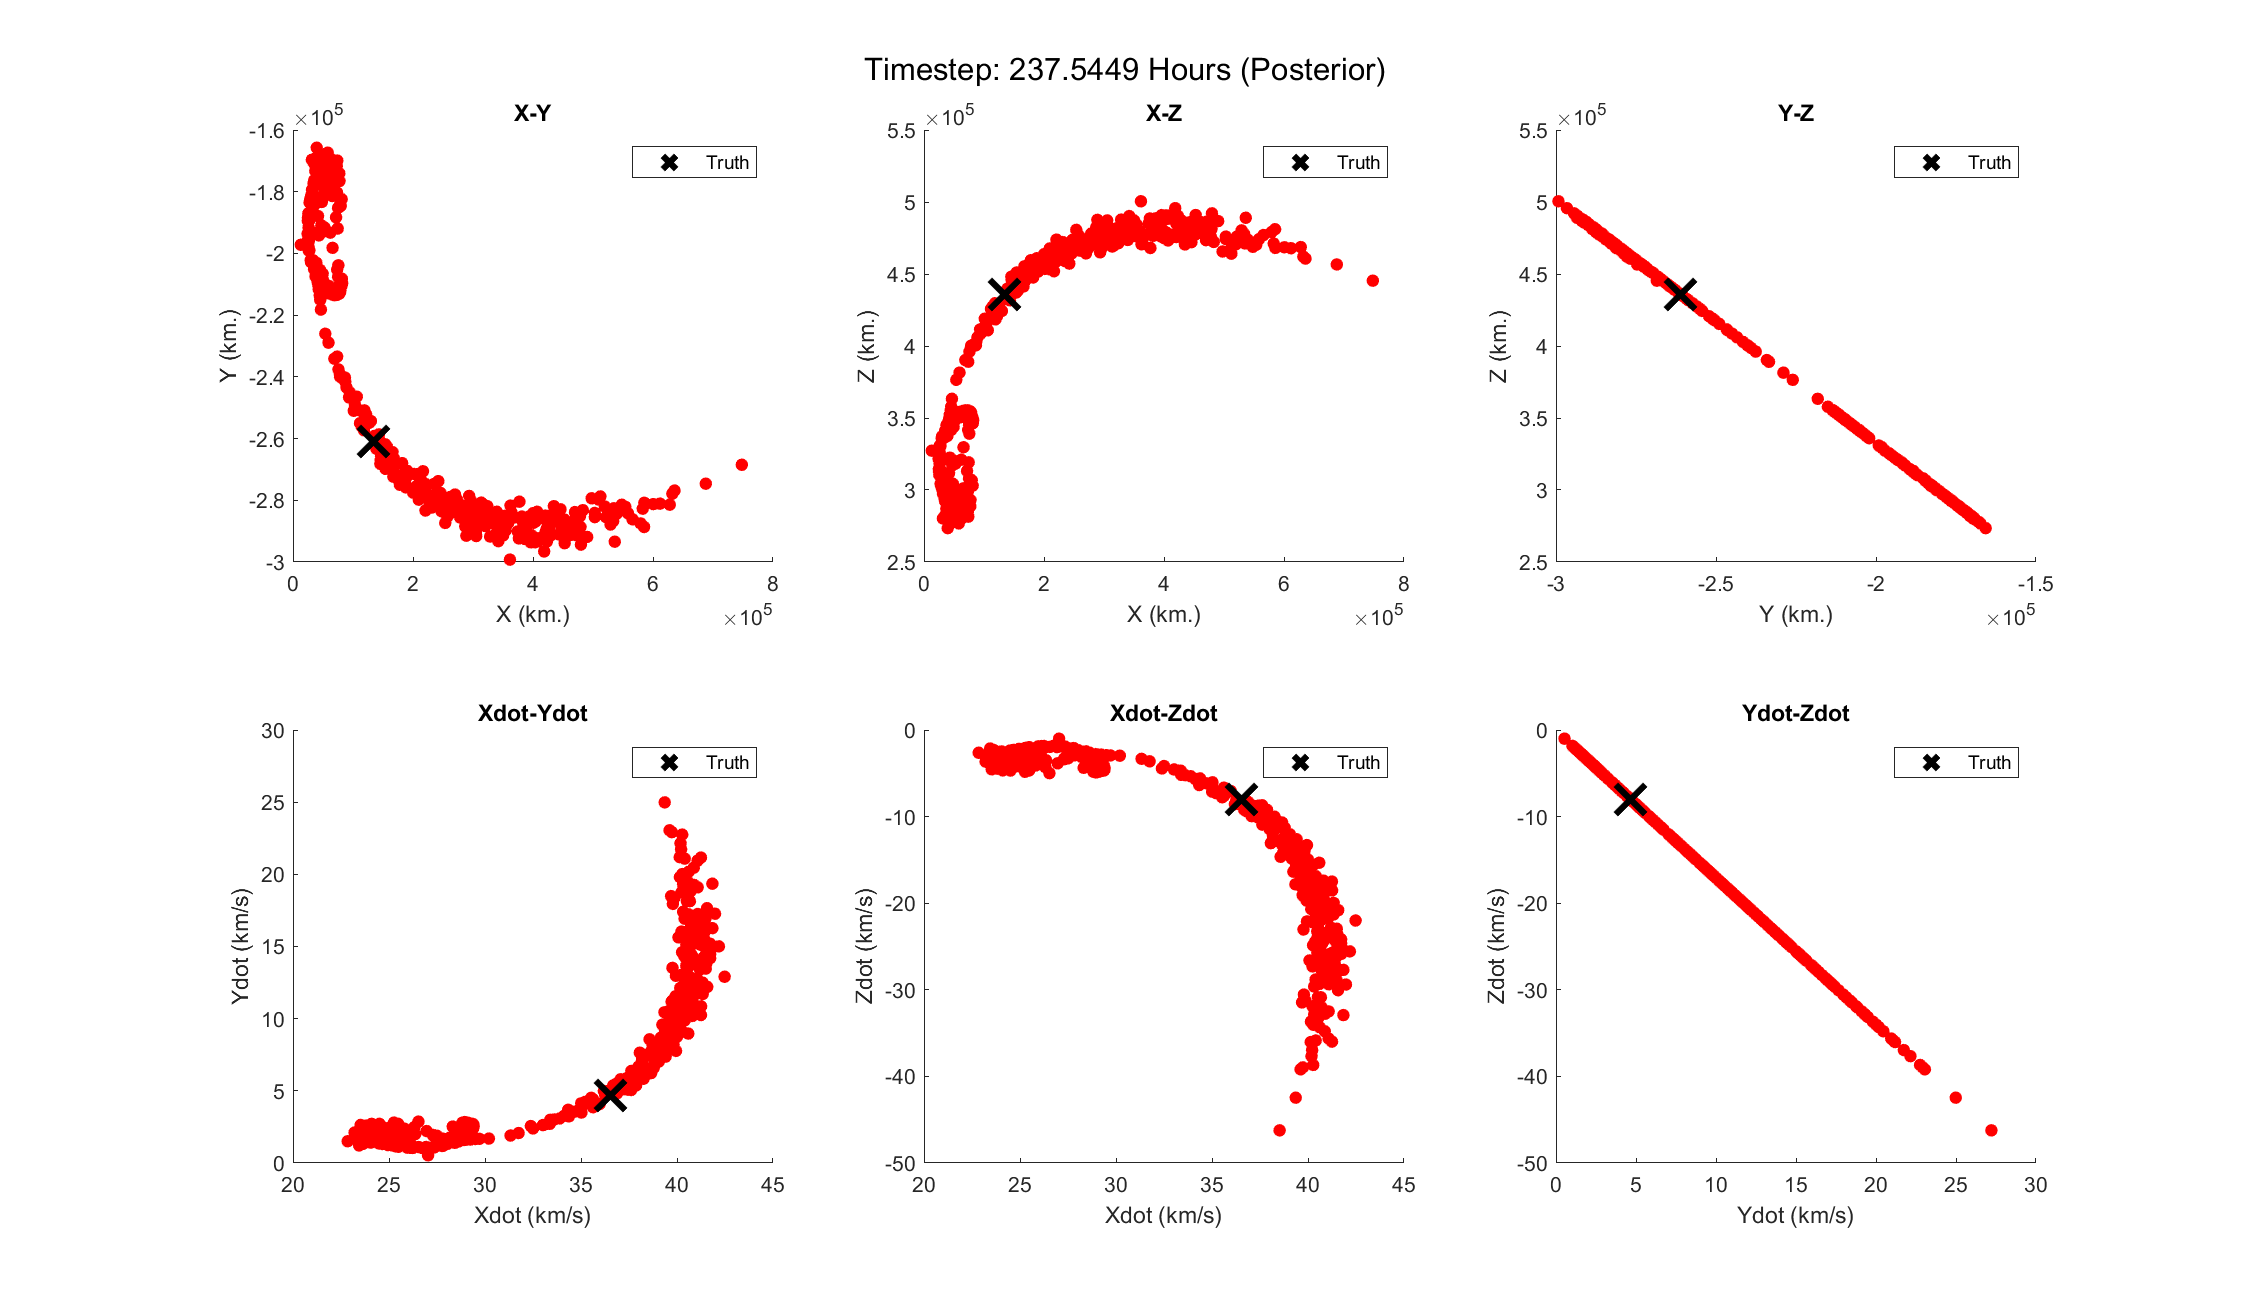 Timestep: 237.5449 Hours (Posterior)
X-Y
×10^5
-1.6
-1.8
-2
-2.2
-2.4
-2.6
-2.8
-3
Y (km.)
0 2 4 6 8
X (km.)
×10^5
Truth
X-Z
×10^5
5.5
5
4.5
4
3.5
3
2.5
Z (km.)
0 2 4 6 8
X (km.)
×10^5
Truth
Y-Z
×10^5
5.5
5
4.5
4
3.5
3
2.5
Z (km.)
-3 -2.5 -2 -1.5
Y (km.)
×10^5
Truth
Xdot-Ydot
30
25
20
15
10
5
0
Ydot (km/s)
20 25 30 35 40 45
Xdot (km/s)
Truth
Xdot-Zdot
0
-10
-20
-30
-40
-50
Zdot (km/s)
20 25 30 35 40 45
Xdot (km/s)
Truth
Ydot-Zdot
0
-10
-20
-30
-40
-50
Zdot (km/s)
0 5 10 15 20 25 30
Ydot (km/s)
Truth